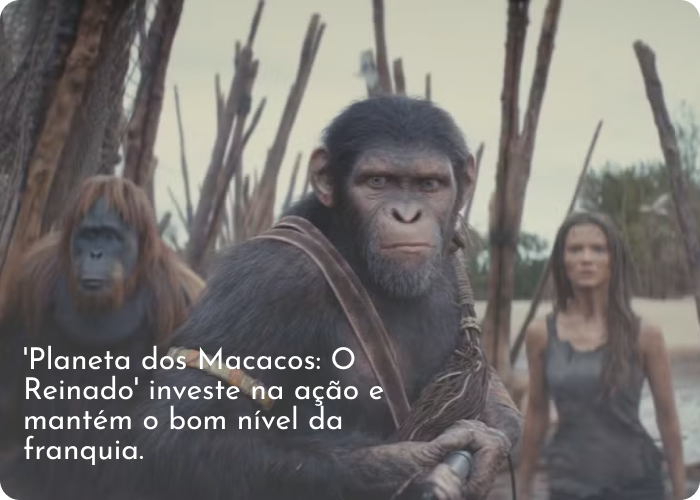 'Planeta dos Macacos: O
Reinado' investe na ação e
mantém o bom nível da
franquia.